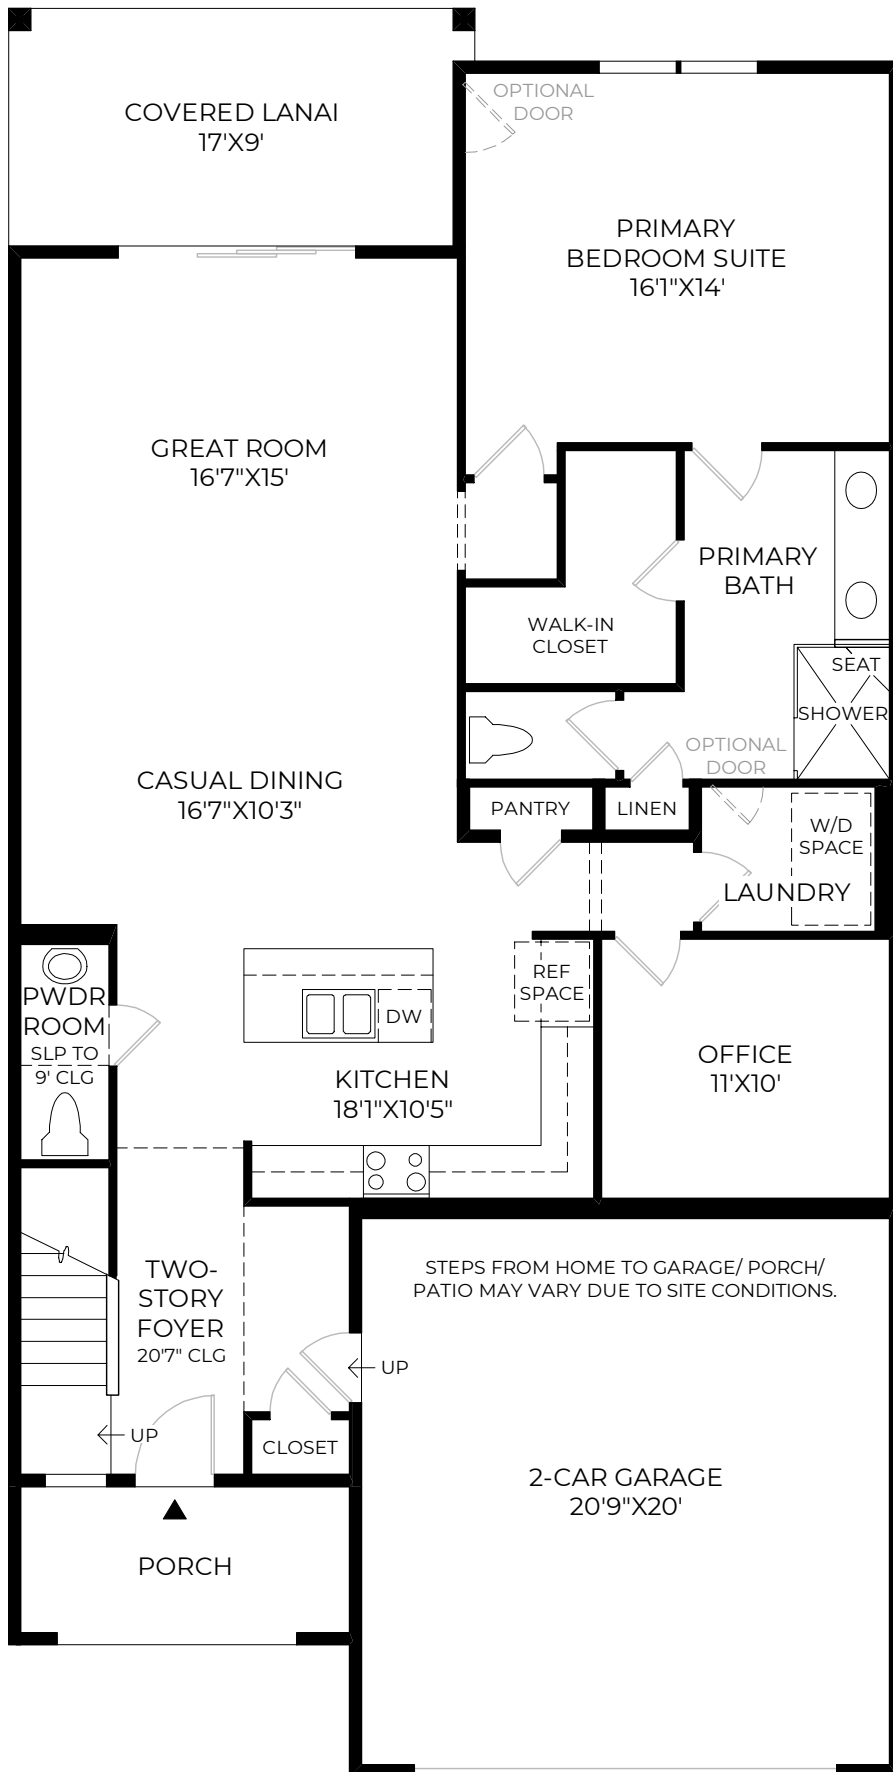 COVERED LANAI
17'X9'
OPTIONAL
DOOR
PRIMARY
BEDROOM SUITE
16'1"X14'
GREAT ROOM
16'7"X15'
PRIMARY
BATH
WALK-IN
CLOSET
SEAT
SHOWER
OPTIONAL
DOOR
CASUAL DINING
16'7"X10'3"
PANTRY
LINEN
W/D
SPACE
LAUNDRY
REF
SPACE
PWDR
ROOM
SLP TO
9' CLG
DW
KITCHEN
18'1"X10'5"
OFFICE
11'X10'
TWO-
STORY
FOYER
20'7" CLG
STEPS FROM HOME TO GARAGE/ PORCH/
PATIO MAY VARY DUE TO SITE CONDITIONS.
UP
UP
CLOSET
2-CAR GARAGE
20'9"X20'
PORCH